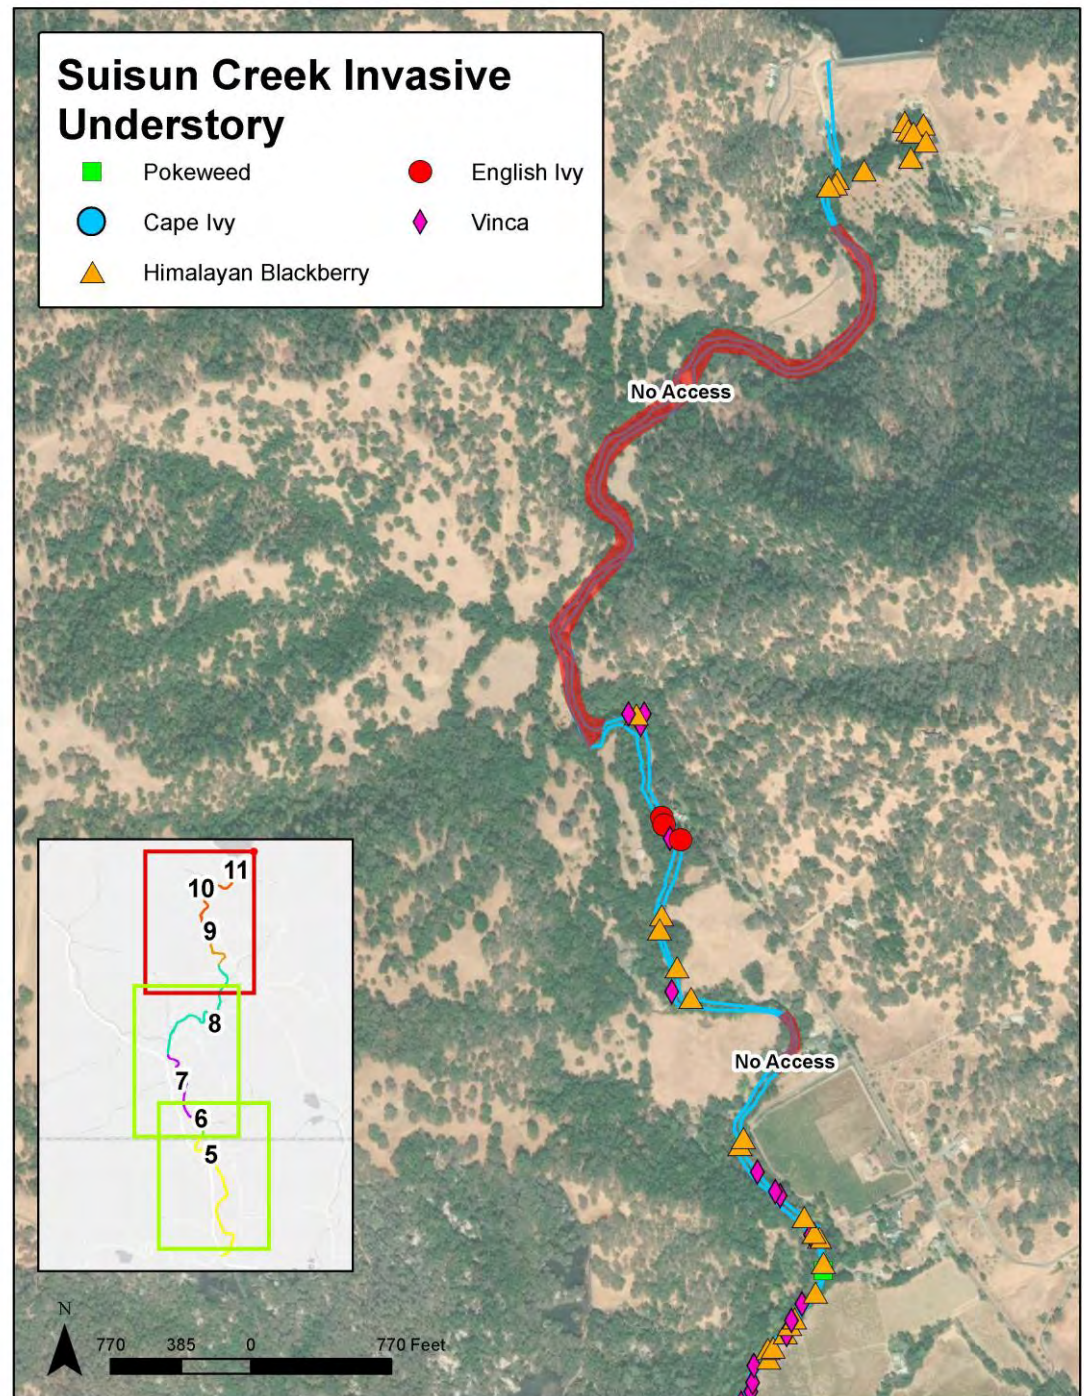 Suisun Creek Invasive
Understory
Pokeweed
English Ivy
Cape Ivy
Vinca
Himalayan Blackberry
No Access
No Access
11
10
9
8
7
6
5
N
770 385 0 770 Feet